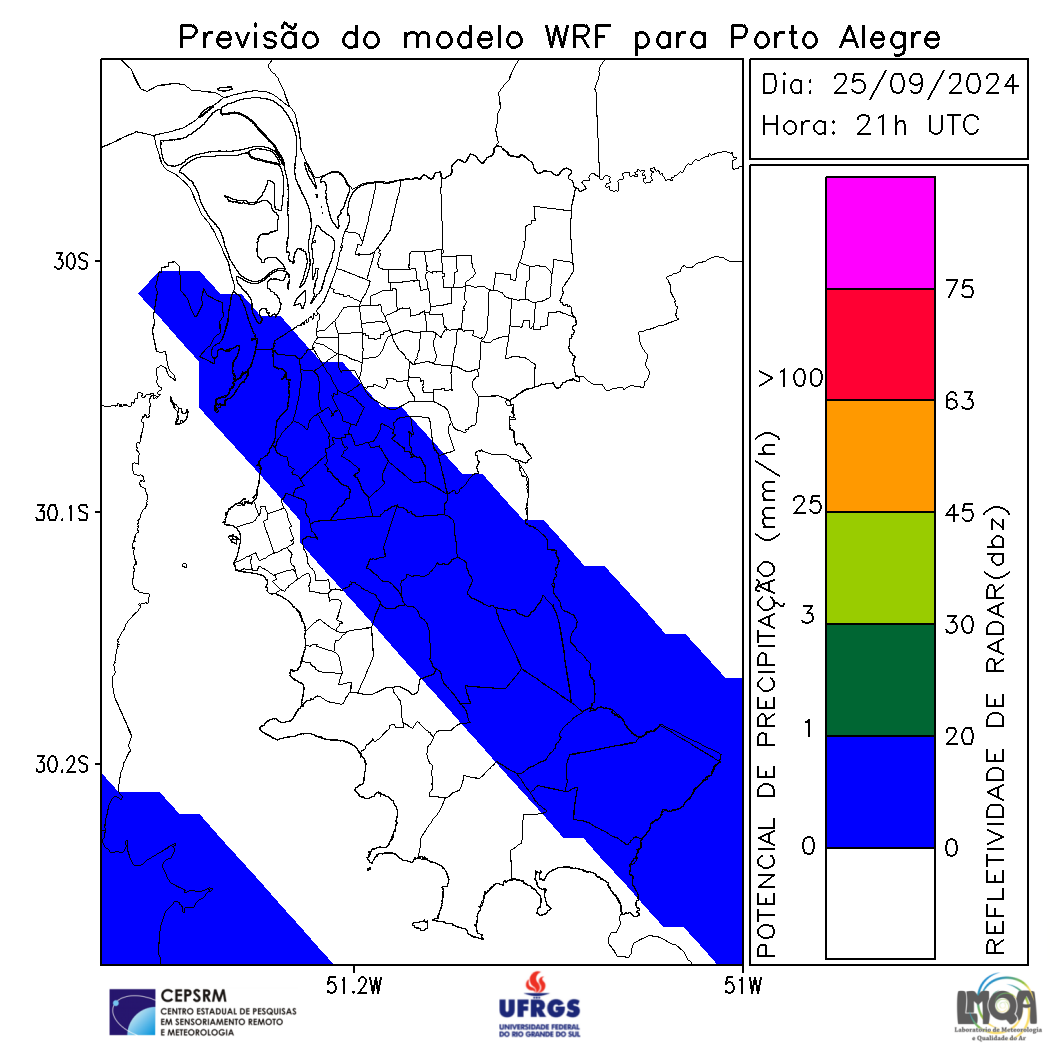 Previsão do modelo WRF para Porto Alegre
Dia: 25/09/2024
Hora: 21h UTC
30S
30.1S
30.2S
51.2W
51W
POTENCIAL DE PRECIPITAÇÃO (mm/h)
>100
25
3
1
0
75
63
45
30
20
0
REFLETIVIDADE DE RADAR(dbz)
CEPSRM
CENTRO ESTADUAL DE PESQUISAS
EM SENSORIAMENTO REMOTO
E METEOROLOGIA
UFRGS
UNIVERSIDADE FEDERAL
DO RIO GRANDE DO SUL
LMQA
Laboratório de Meteorologia
e Qualidade do Ar